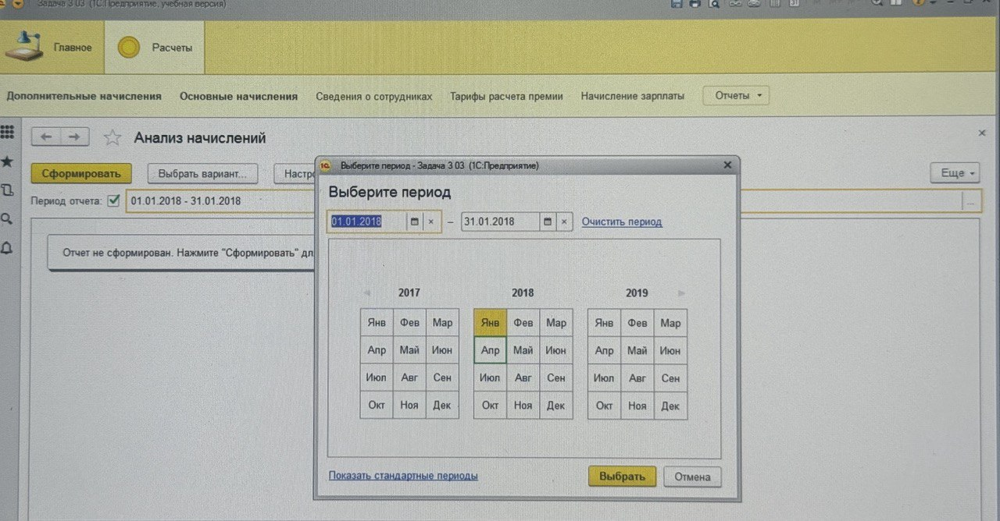 Задача 3 03 (1С:Предприятие, учебная версия)
Главное
Расчеты
Дополнительные начисления Основные начисления Сведения о сотрудниках Тарифы расчета премии Начисление зарплаты Отчеты
Анализ начислений
Сформировать Выбрать вариант... Еще
Период отчета: 01.01.2018 - 31.01.2018 ...
Отчет не сформирован. Нажмите "Сформировать"
1С Выберите период - Задача 3 03 (1С:Предприятие)
Выберите период
01.01.2018 – 31.01.2018 Очистить период
2017 2018 2019
Янв Фев Мар Янв Фев Мар Янв Фев Мар
Апр Май Июн Апр Май Июн Апр Май Июн
Июл Авг Сен Июл Авг Сен Июл Авг Сен
Окт Ноя Дек Окт Ноя Дек Окт Ноя Дек
Показать стандартные периоды Выбрать Отмена